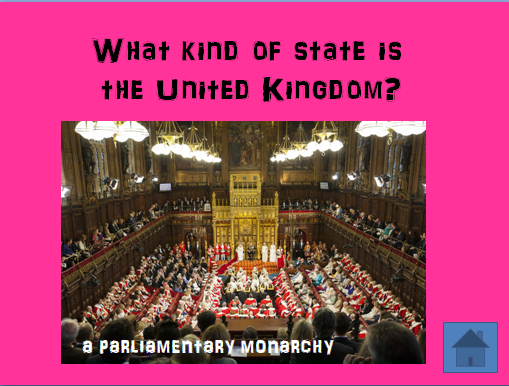 What kind of state is
the United Kingdom?
a parliamentary monarchy